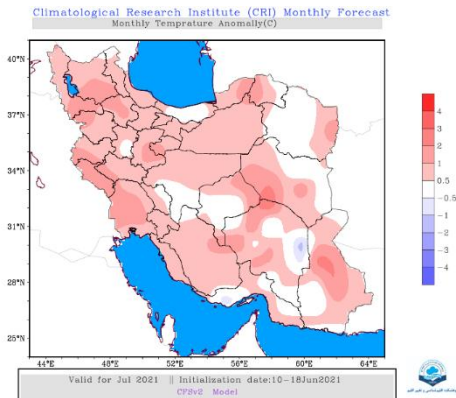 Climatological Research Institute (CRI) Monthly Forecast
Monthly Temprature Anomally(C)
40°N
37°N
34°N
31°N
28°N
25°N
44°E
48°E
52°E
56°E
60°E
64°E
4
3
2
1
0.5
-1
-2
-3
-4
Valid for Jul 2021 || Initialization date:10-18Jun2021
CFSv2 Model